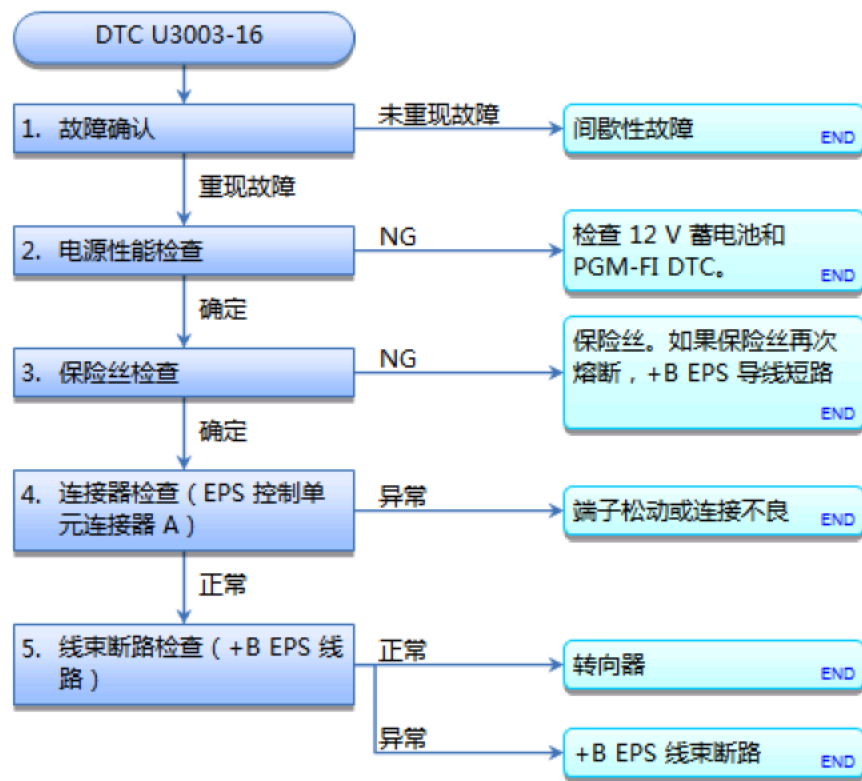 DTC U3003-16
1. 故障确认
未重现故障
间歇性故障
END
重现故障
2. 电源性能检查
NG
检查 12 V 蓄电池和
PGM-FI DTC。
END
确定
3. 保险丝检查
NG
保险丝。如果保险丝再次
熔断，+B EPS 导线短路
END
确定
4. 连接器检查（EPS 控制单
元连接器 A）
异常
端子松动或连接不良
END
正常
5. 线束断路检查（+B EPS 线
路）
正常
转向器
END
异常
+B EPS 线束断路
END